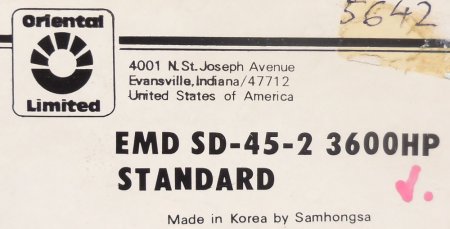 Oriental
Limited
5642
4001 N. St. Joseph Avenue
Evansville, Indiana/47712
United States of America
EMD SD-45-2 3600HP
STANDARD
Made in Korea by Samhongsa